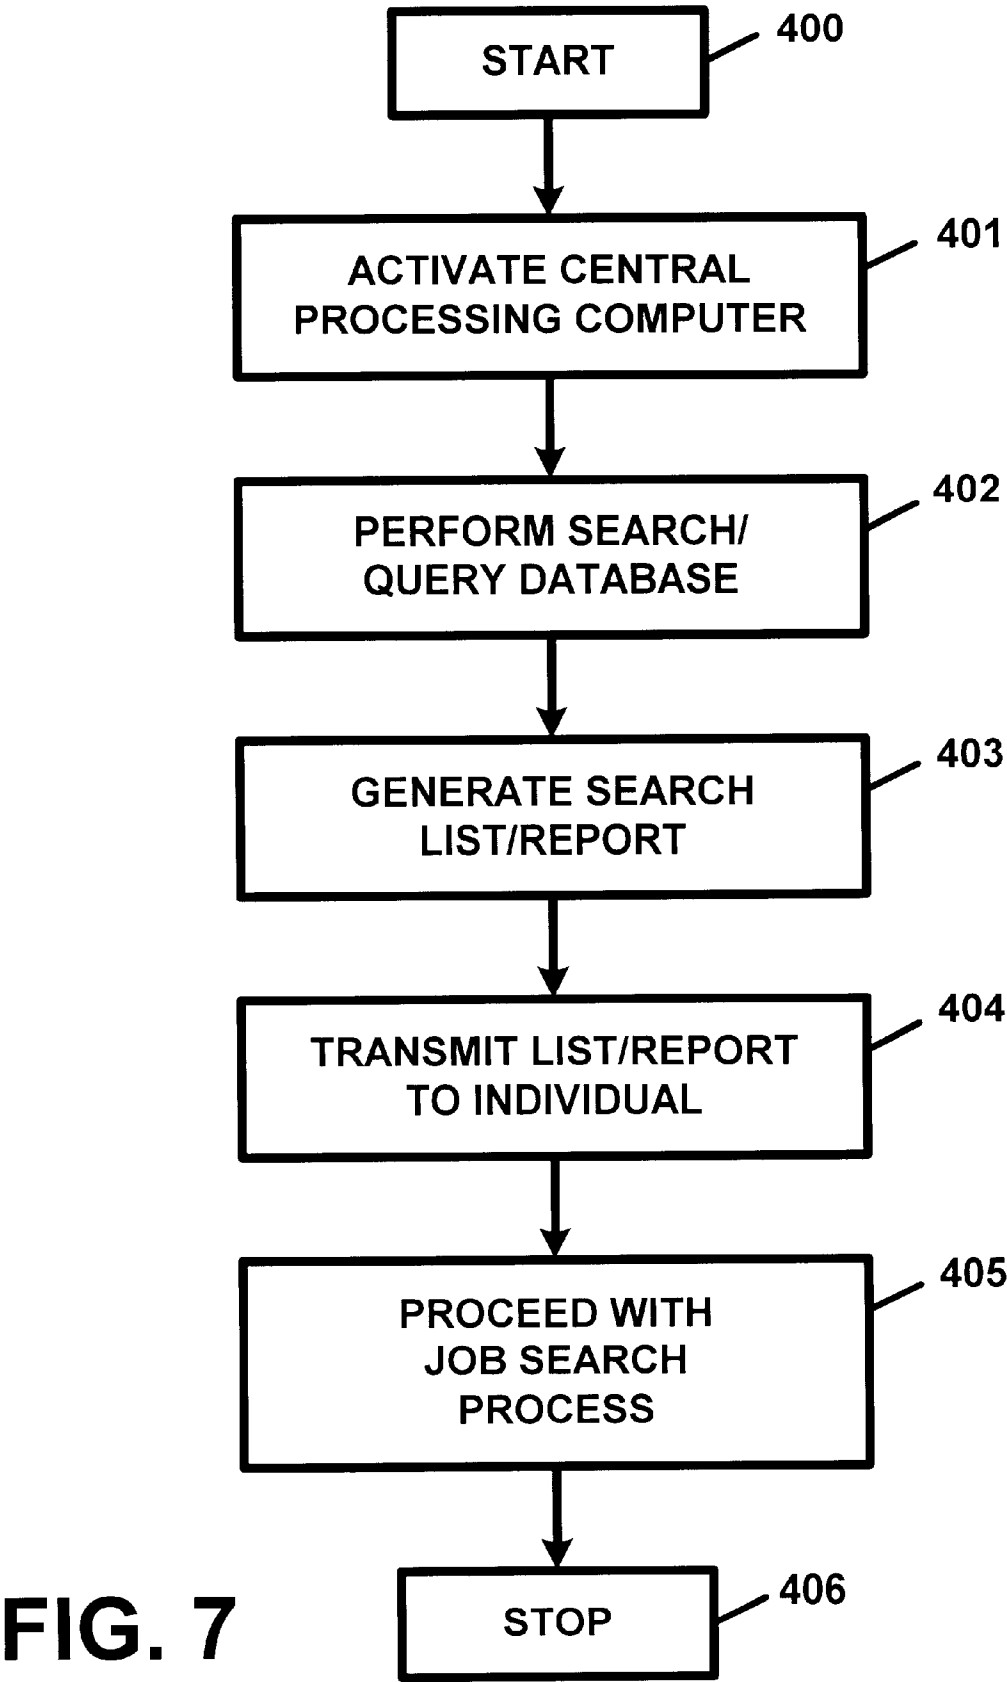 START
400
ACTIVATE CENTRAL
PROCESSING COMPUTER
401
PERFORM SEARCH/
QUERY DATABASE
402
GENERATE SEARCH
LIST/REPORT
403
TRANSMIT LIST/REPORT
TO INDIVIDUAL
404
PROCEED WITH
JOB SEARCH
PROCESS
405
STOP
406
FIG. 7